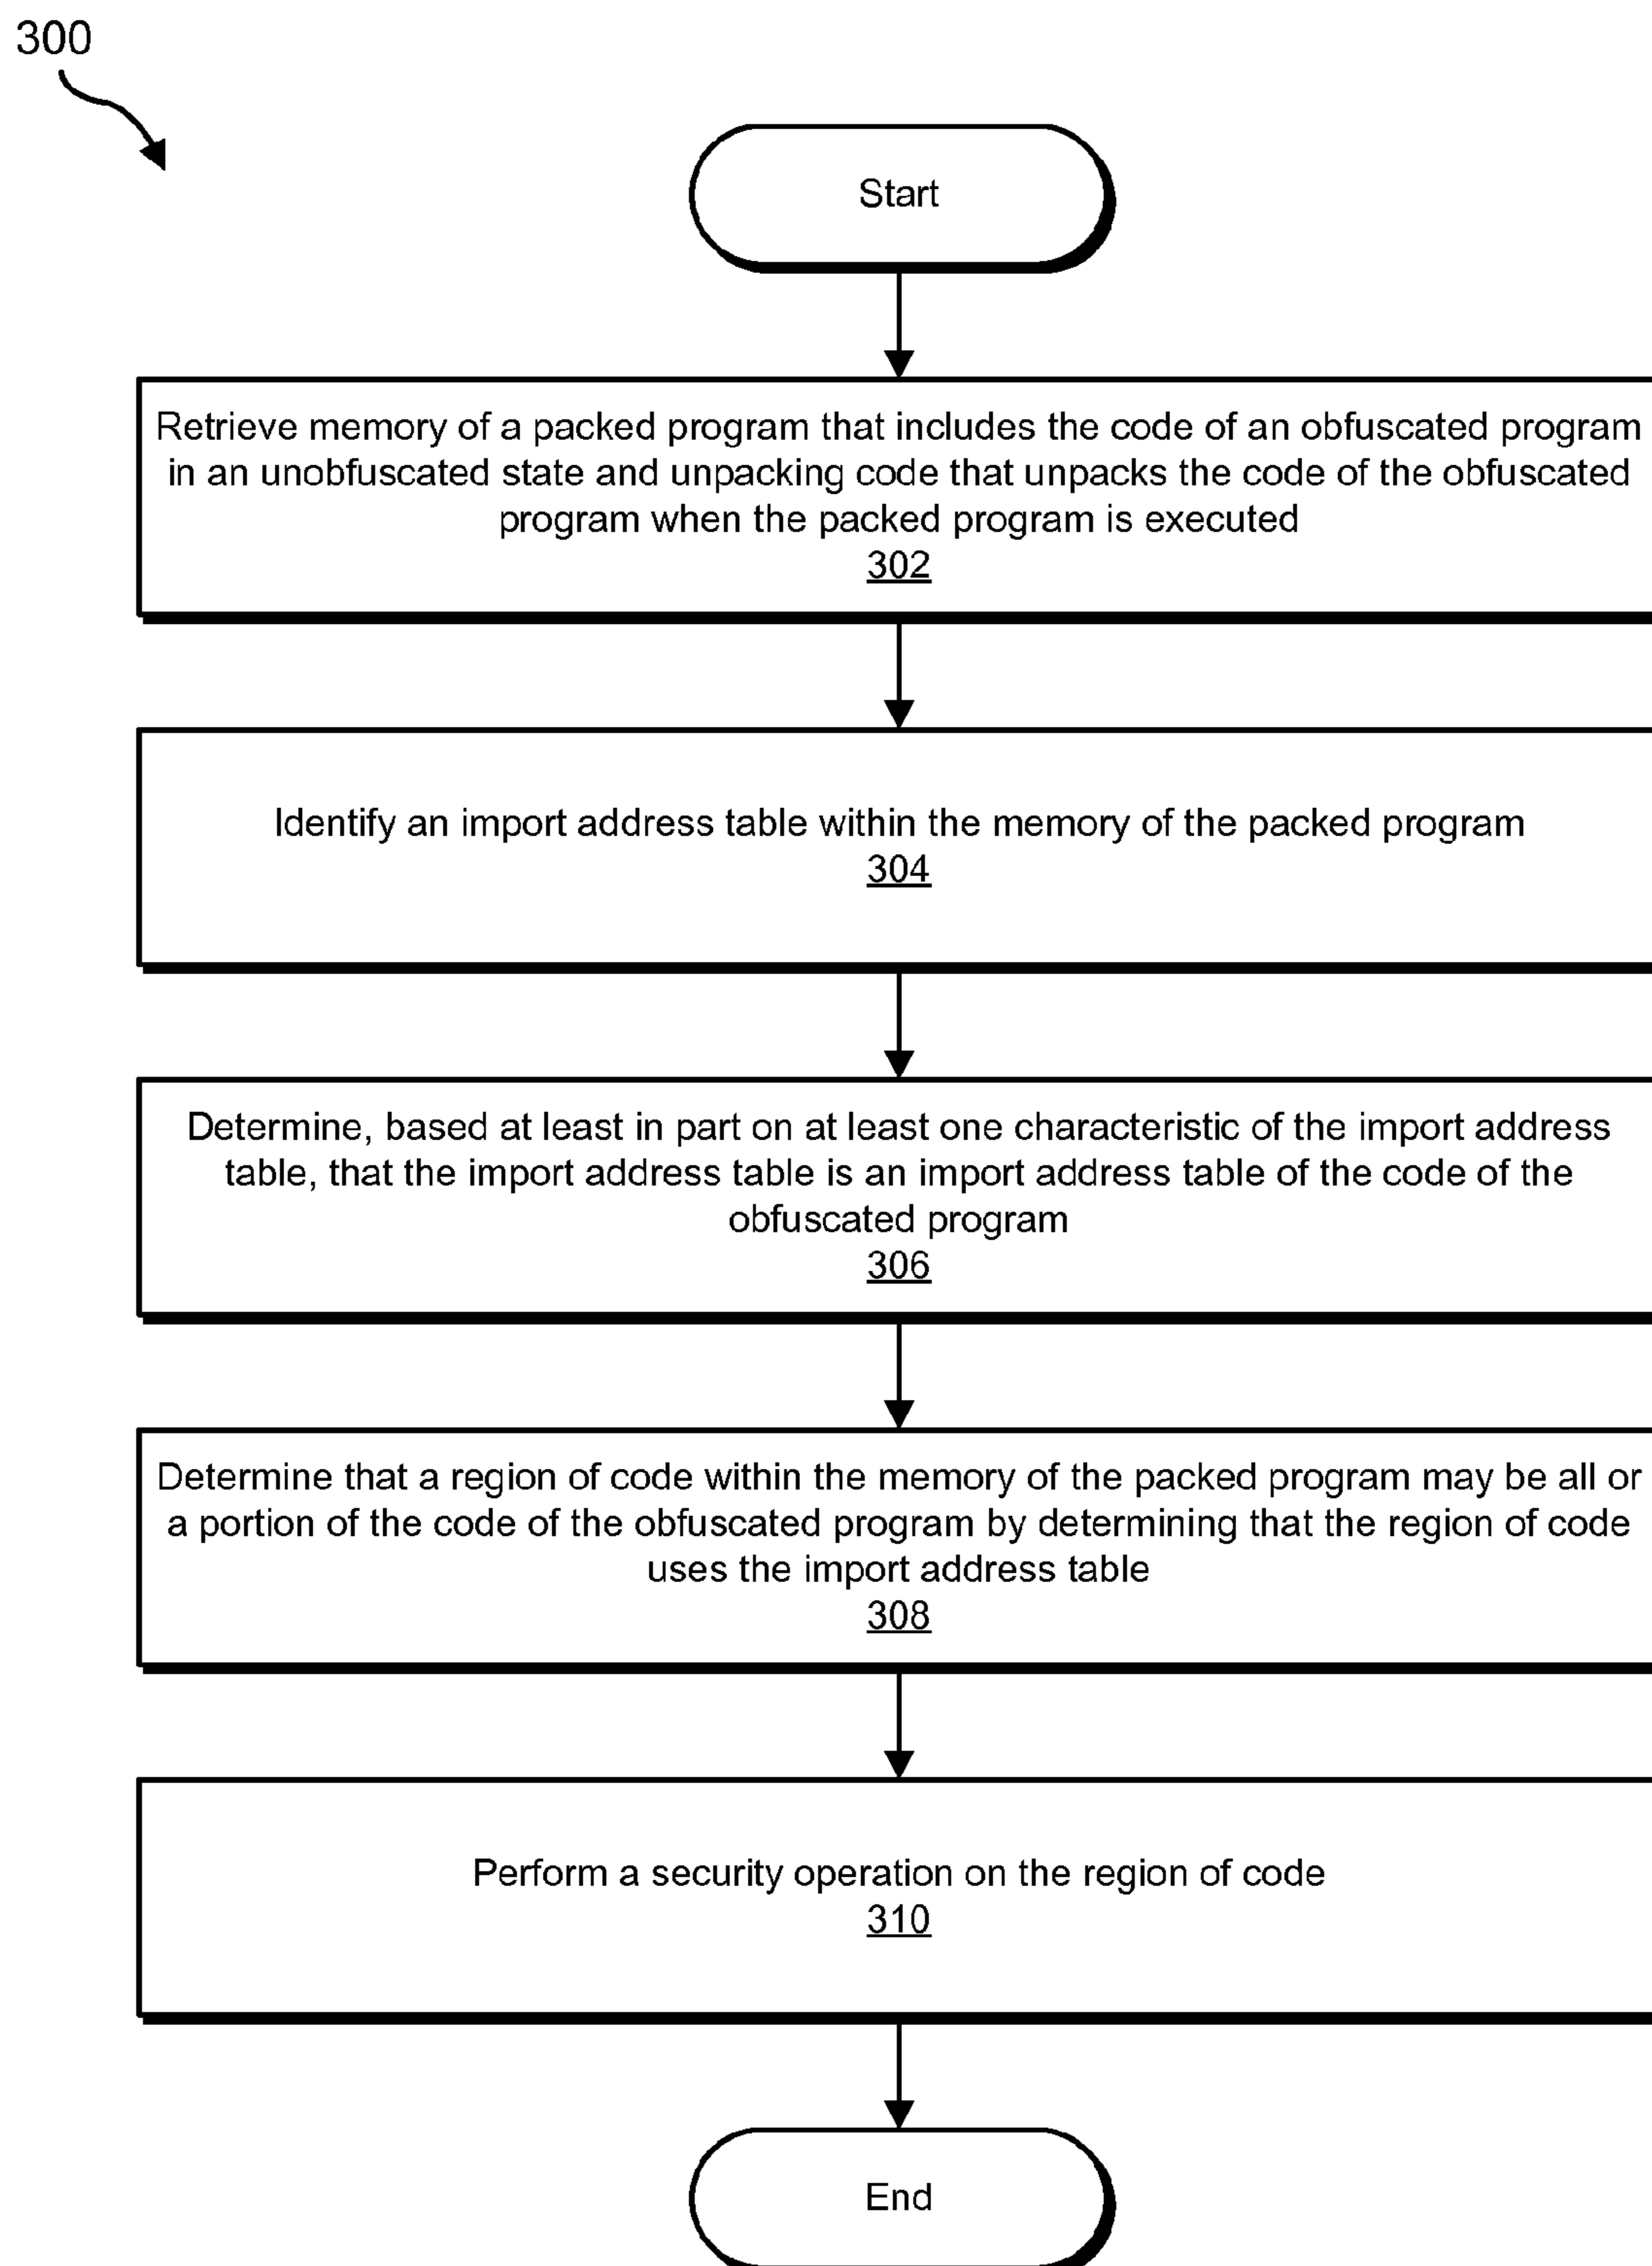 300
Start
Retrieve memory of a packed program that includes the code of an obfuscated program
in an unobfuscated state and unpacking code that unpacks the code of the obfuscated
program when the packed program is executed
302
Identify an import address table within the memory of the packed program
304
Determine, based at least in part on at least one characteristic of the import address
table, that the import address table is an import address table of the code of the
obfuscated program
306
Determine that a region of code within the memory of the packed program may be all or
a portion of the code of the obfuscated program by determining that the region of code
uses the import address table
308
Perform a security operation on the region of code
310
End